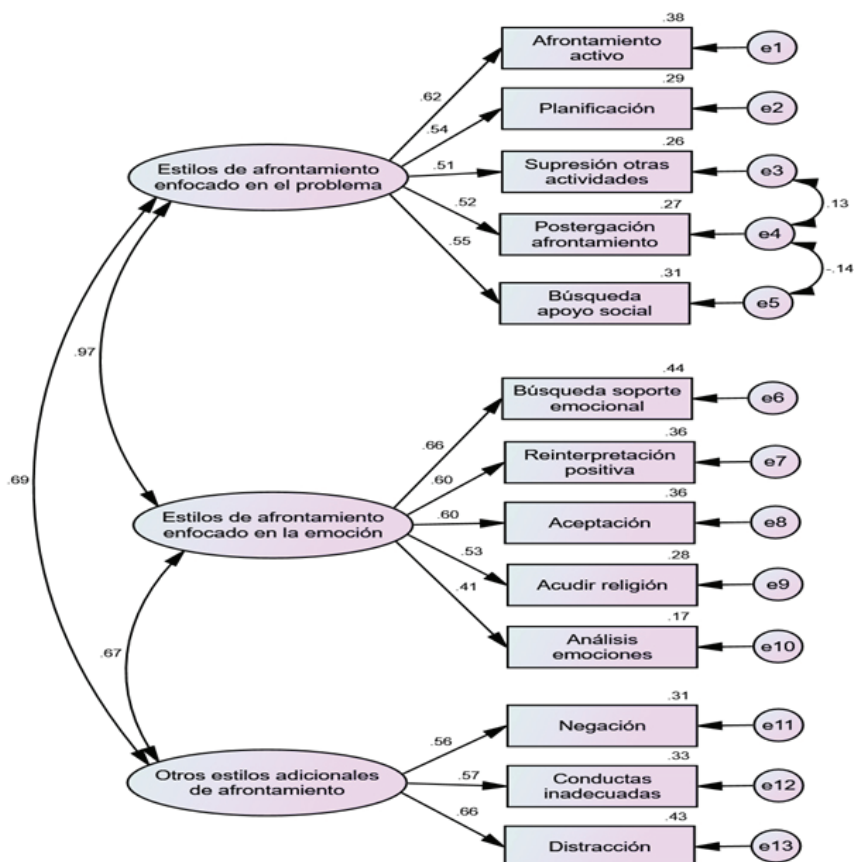 .38
Afrontamiento
activo
e1
.62
.29
Planificación
e2
.54
.26
Estilos de afrontamiento
enfocado en el problema
.51
Supresión otras
actividades
e3
.13
.52
.27
Postergación
afrontamiento
e4
.55
-.14
.31
Búsqueda
apoyo social
e5
.97
.69
.44
Búsqueda soporte
emocional
e6
.66
.36
Reinterpretación
positiva
e7
.60
.36
Estilos de afrontamiento
enfocado en la emoción
.60
Aceptación
e8
.53
.28
Acudir religión
e9
.41
.17
Análisis
emociones
e10
.67
.31
Negación
e11
.56
.33
Otros estilos adicionales
de afrontamiento
.57
Conductas
inadecuadas
e12
.66
.43
Distracción
e13